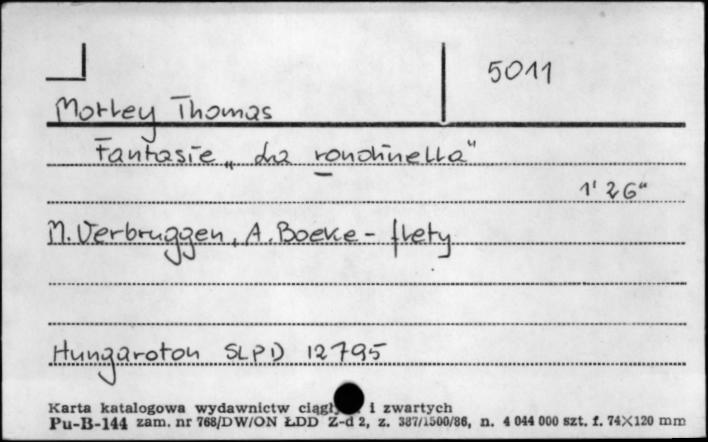 5011
Morley Thomas
Fantasie „La rondinella"
1'26"
M. Verbruggen, A. Boeke - flety
Hungaroton SLPD 12795
Karta katalogowa wydawnictw i zwartych
Pu-B-144 zam. nr 768/DW/ON ŁDD Z-d 2, z. 387/1500/86, n. 4 044 000 szt. f. 74×120 mm